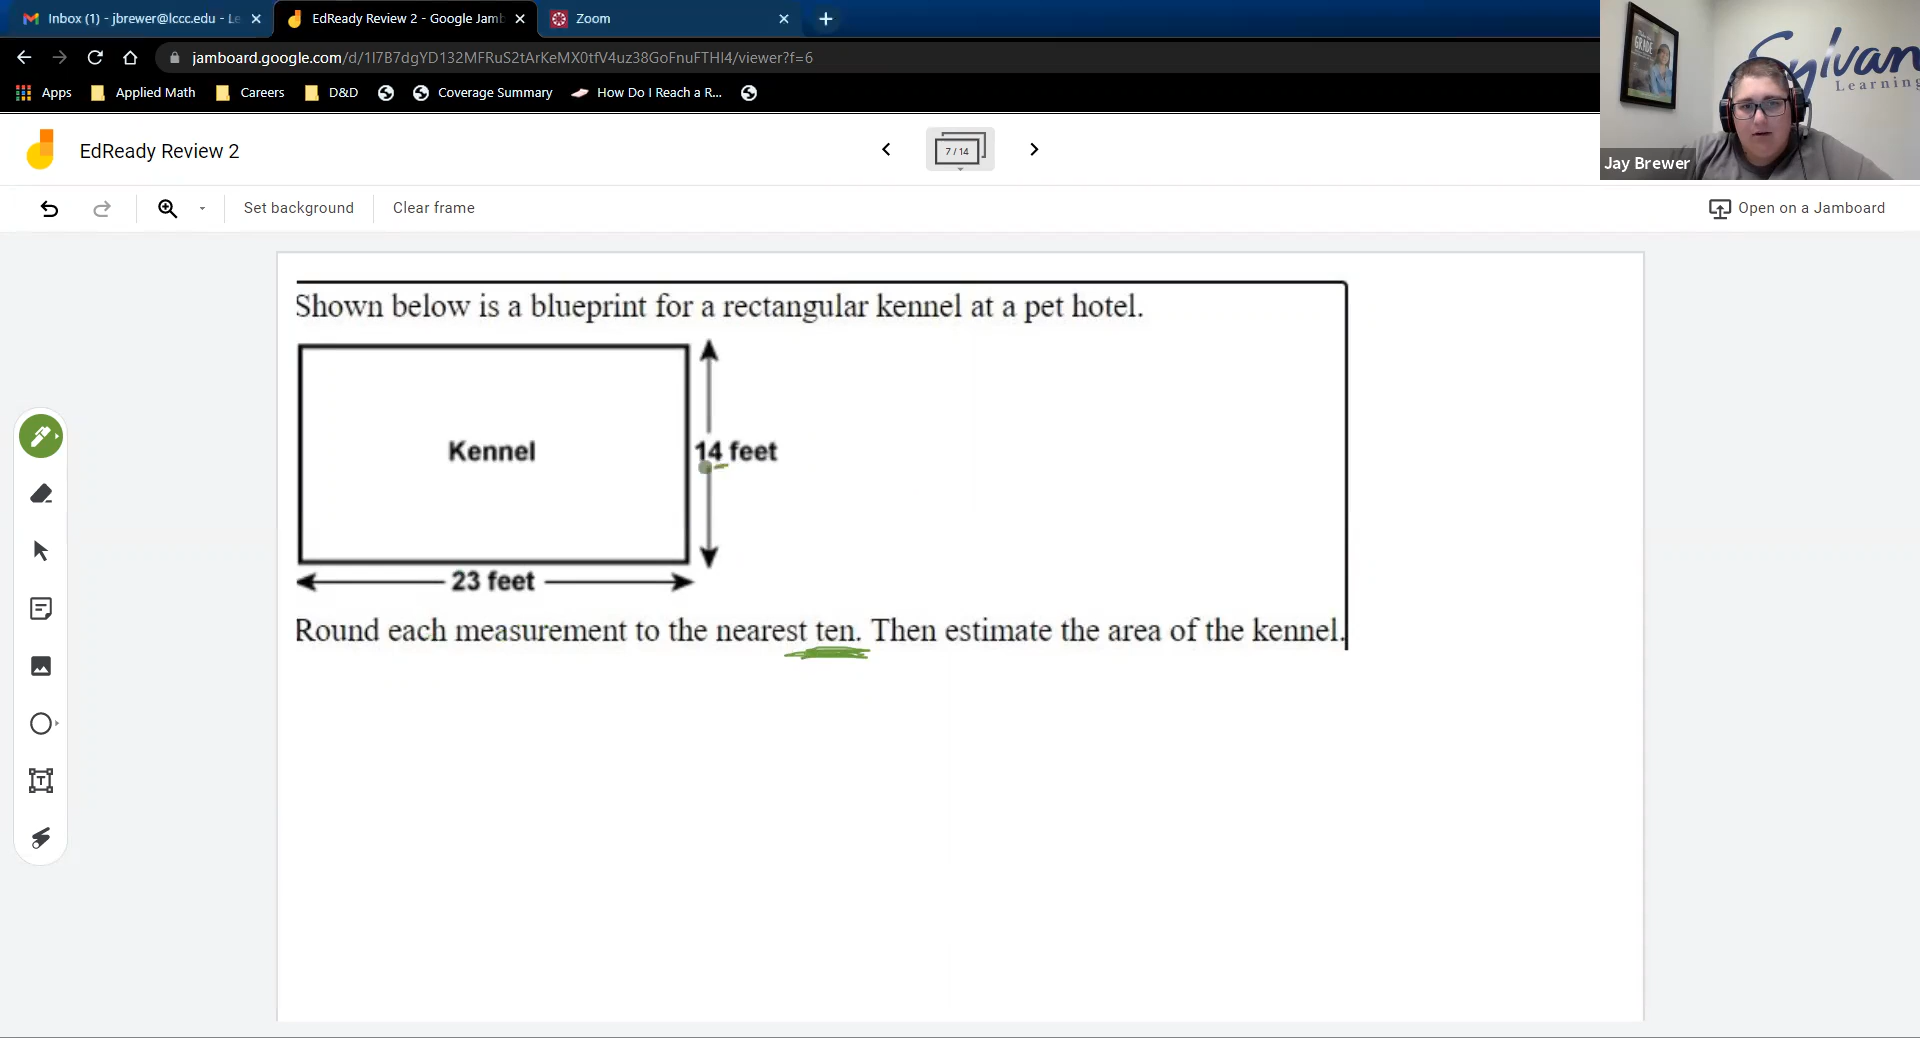 Inbox (1) - jbrewer@lccc.edu - Le
EdReady Review 2 - Google Jamb
Zoom
jamboard.google.com/d/1I7B7dgYD132MFRuS2tArKeMX0tfV4uz38GoFnuFTHI4/viewer?f=6
Apps
Applied Math
Careers
D&D
Coverage Summary
How Do I Reach a R...
GRADE
Sylvan
Learning
Jay Brewer
EdReady Review 2
7 / 14
Set background
Clear frame
Open on a Jamboard
Shown below is a blueprint for a rectangular kennel at a pet hotel.
Kennel
14 feet
23 feet
Round each measurement to the nearest ten. Then estimate the area of the kennel.